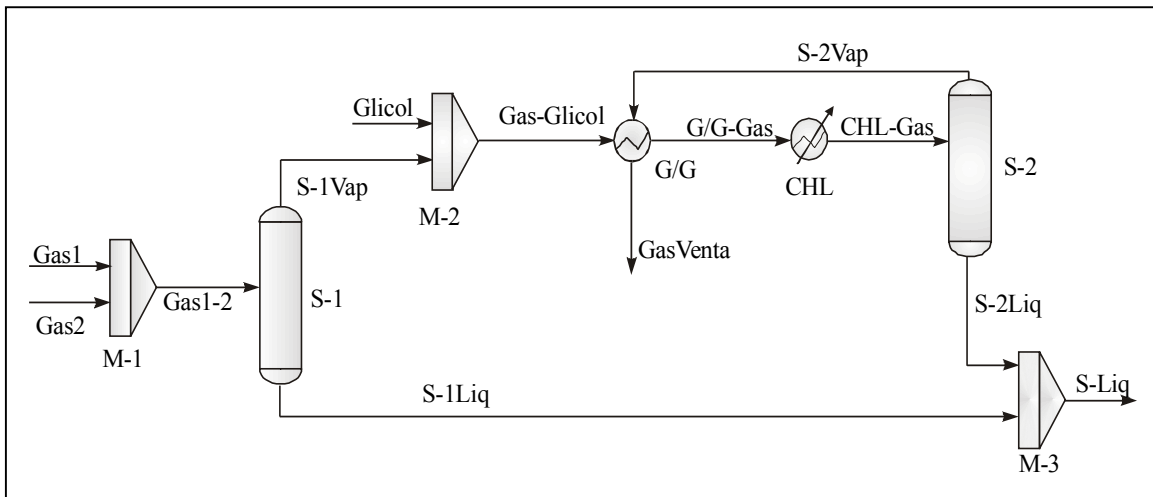 S-2Vap
Glicol
Gas-Glicol
G/G-Gas
CHL-Gas
S-2
G/G
CHL
S-1Vap
M-2
GasVenta
Gas1
Gas1-2
S-1
Gas2
M-1
S-2Liq
S-1Liq
S-Liq
M-3